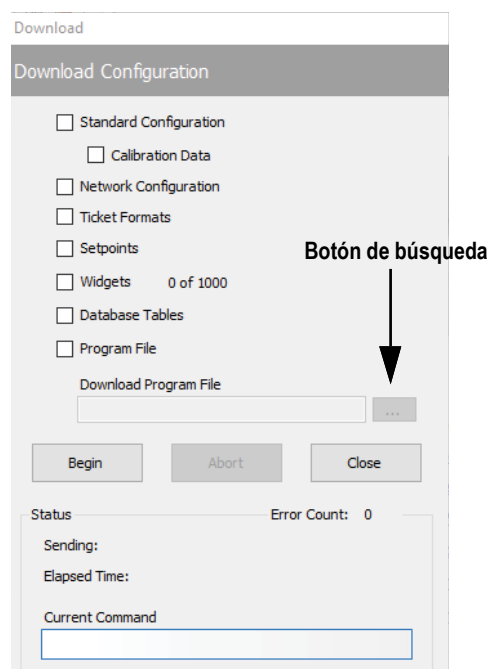 Download
Download Configuration
Standard Configuration
Calibration Data
Network Configuration
Ticket Formats
Setpoints
Botón de búsqueda
Widgets 0 of 1000
Database Tables
Program File
Download Program File
...
Begin Abort Close
Status Error Count: 0
Sending:
Elapsed Time:
Current Command